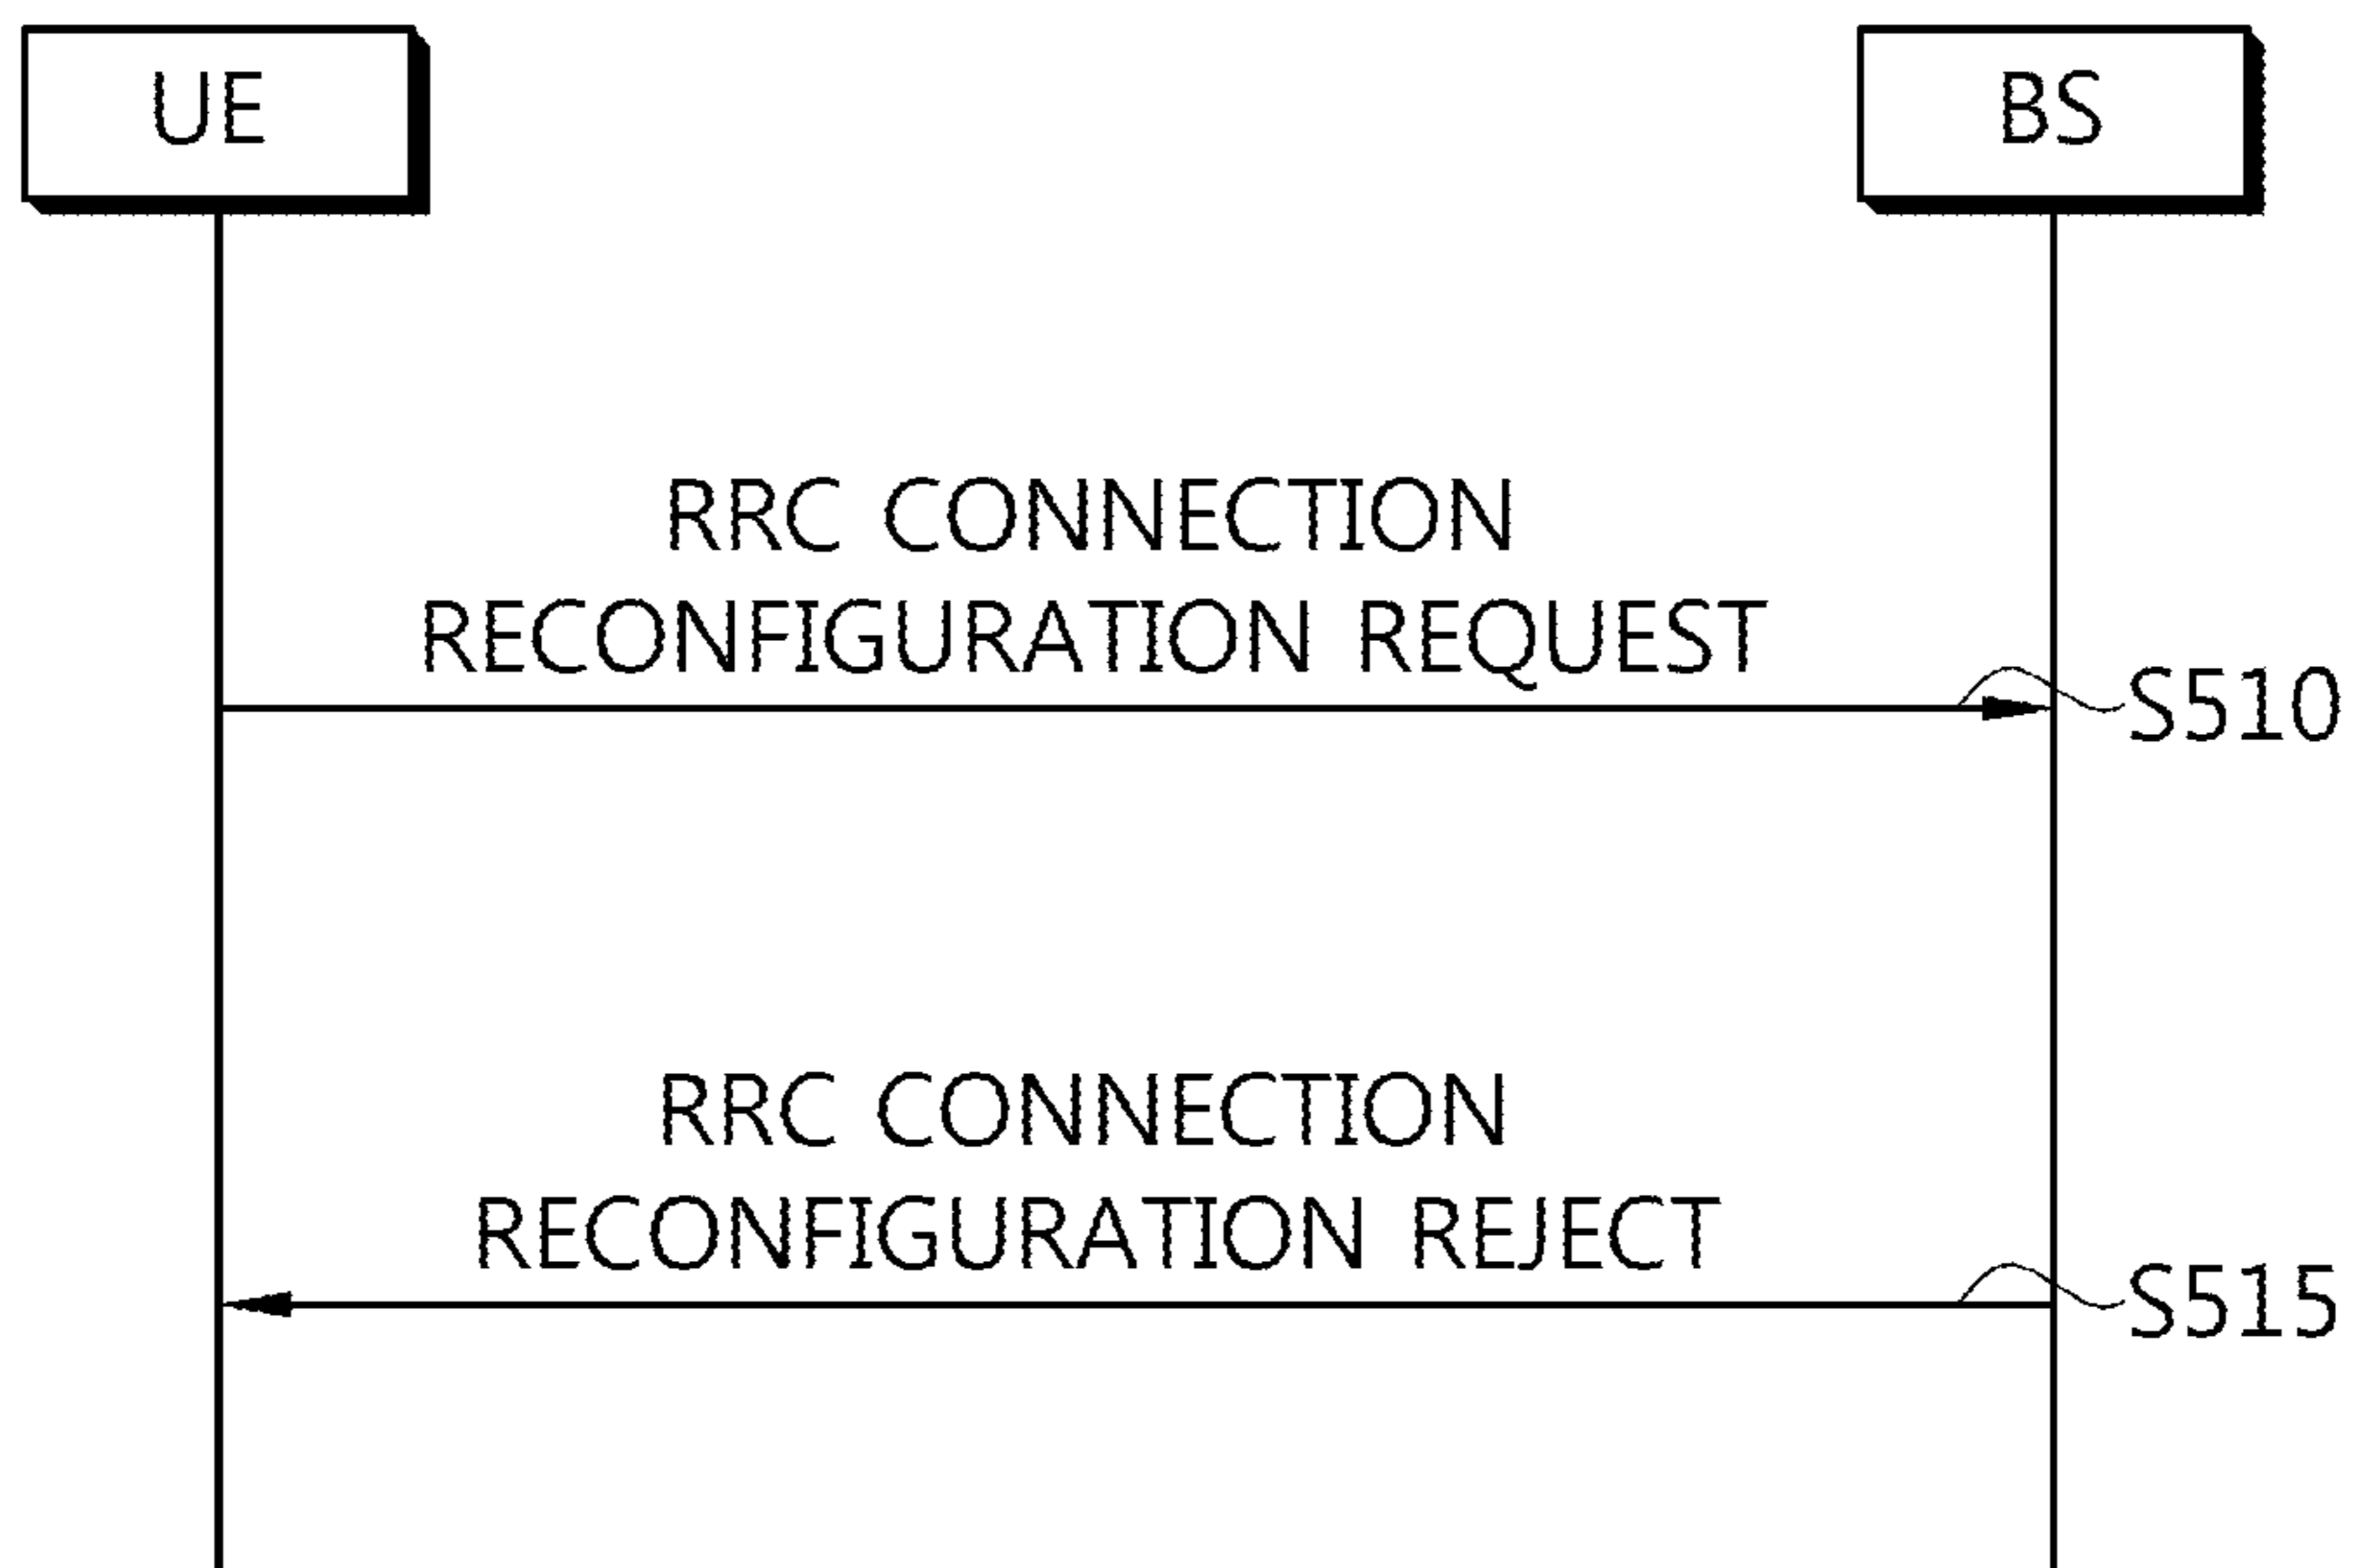 UE
BS
RRC CONNECTION
RECONFIGURATION REQUEST
S510
RRC CONNECTION
RECONFIGURATION REJECT
S515